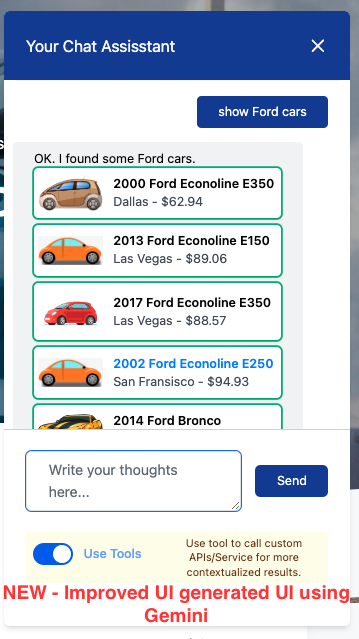 Your Chat Assisstant
show Ford cars
OK. I found some Ford cars.
2000 Ford Econoline E350
Dallas - $62.94
2013 Ford Econoline E150
Las Vegas - $89.06
2017 Ford Econoline E350
Las Vegas - $88.57
2002 Ford Econoline E250
San Fransisco - $94.93
2014 Ford Bronco
Write your thoughts
here...
Send
Use Tools
Use tool to call custom
APIs/Service for more
contextualized results.
NEW - Improved UI generated UI using
Gemini